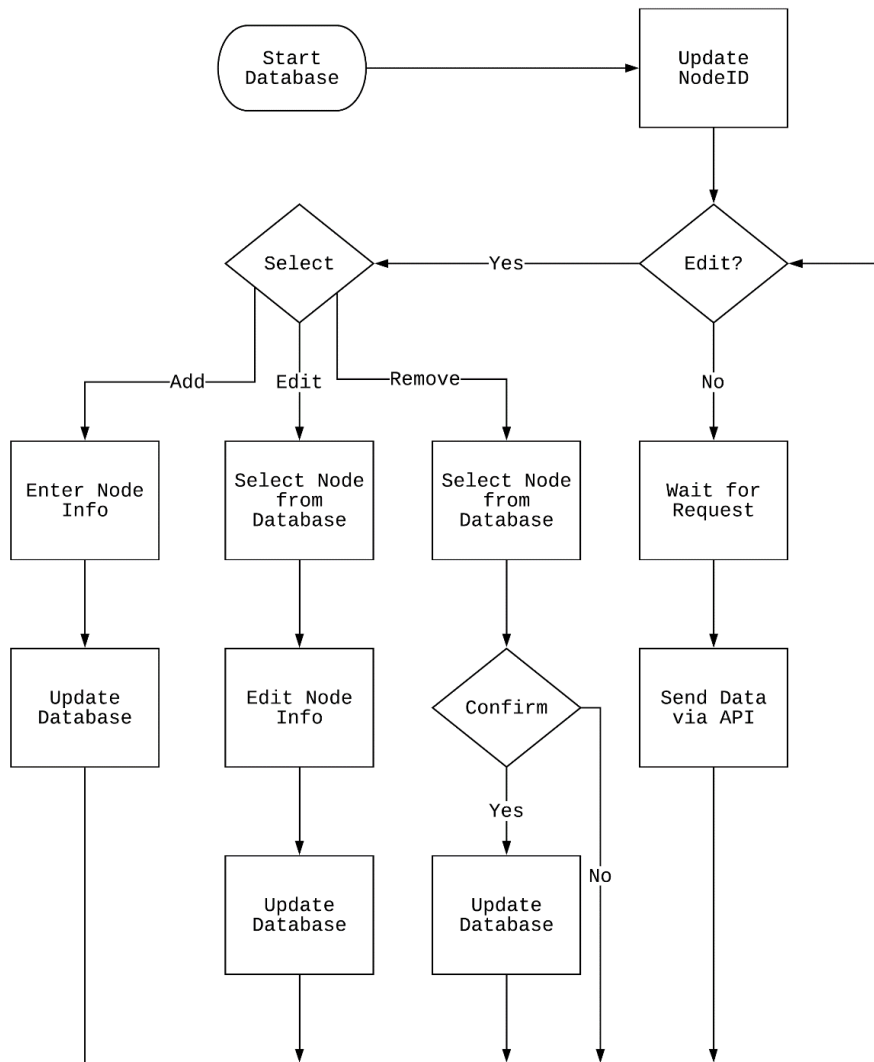 Start
Database
Update
NodeID
Select
Yes
Edit?
Add
Edit
Remove
No
Enter Node
Info
Select Node
from
Database
Select Node
from
Database
Wait for
Request
Update
Database
Edit Node
Info
Confirm
Send Data
via API
Yes
No
Update
Database
Update
Database